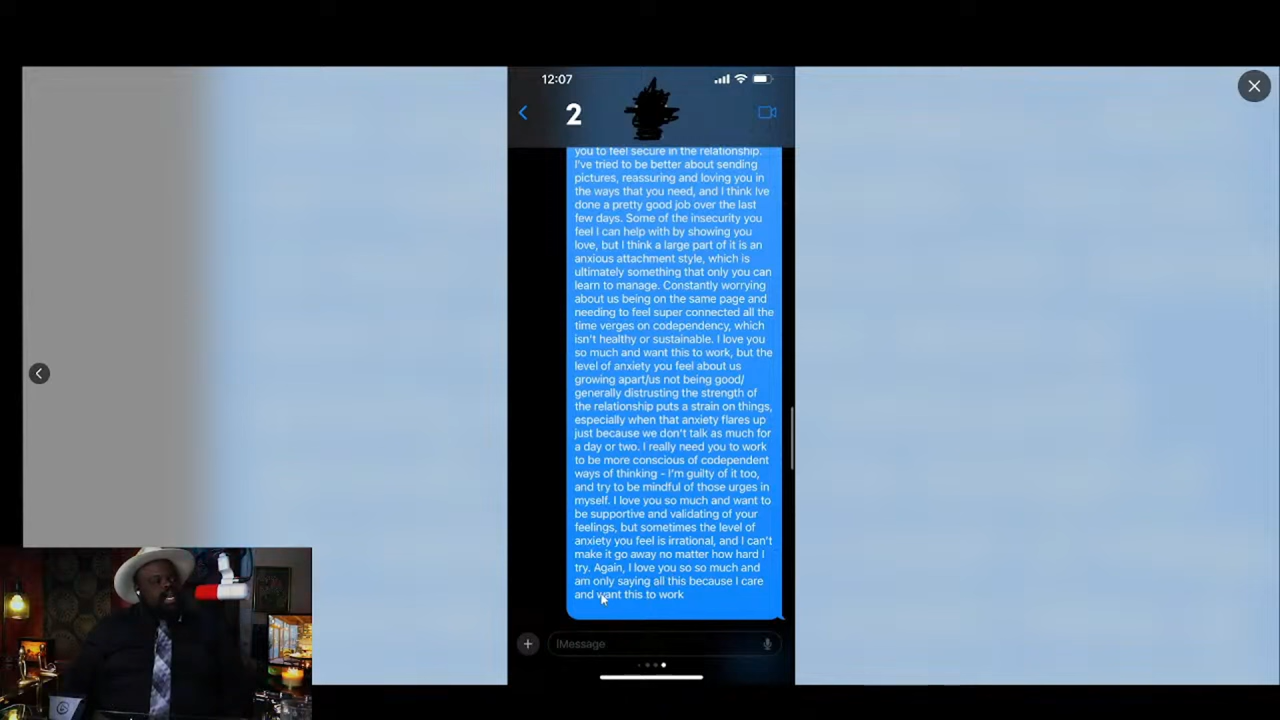 12:07
2
you to feel secure in the relationship.
I've tried to be better about sending
pictures, reassuring and loving you in
the ways that you need, and I think Ive
done a pretty good job over the last
few days. Some of the insecurity you
feel I can help with by showing you
love, but I think a large part of it is an
anxious attachment style, which is
ultimately something that only you can
learn to manage. Constantly worrying
about us being on the same page and
needing to feel super connected all the
time verges on codependency, which
isn't healthy or sustainable. I love you
so much and want this to work, but the
level of anxiety you feel about us
growing apart/us not being good/
generally distrusting the strength of
the relationship puts a strain on things,
especially when that anxiety flares up
just because we don't talk as much for
a day or two. I really need you to work
to be more conscious of codependent
ways of thinking - I'm guilty of it too,
and try to be mindful of those urges in
myself. I love you so much and want to
be supportive and validating of your
feelings, but sometimes the level of
anxiety you feel is irrational, and I can't
make it go away no matter how hard I
try. Again, I love you so so much and
am only saying all this because I care
and want this to work
IMessage